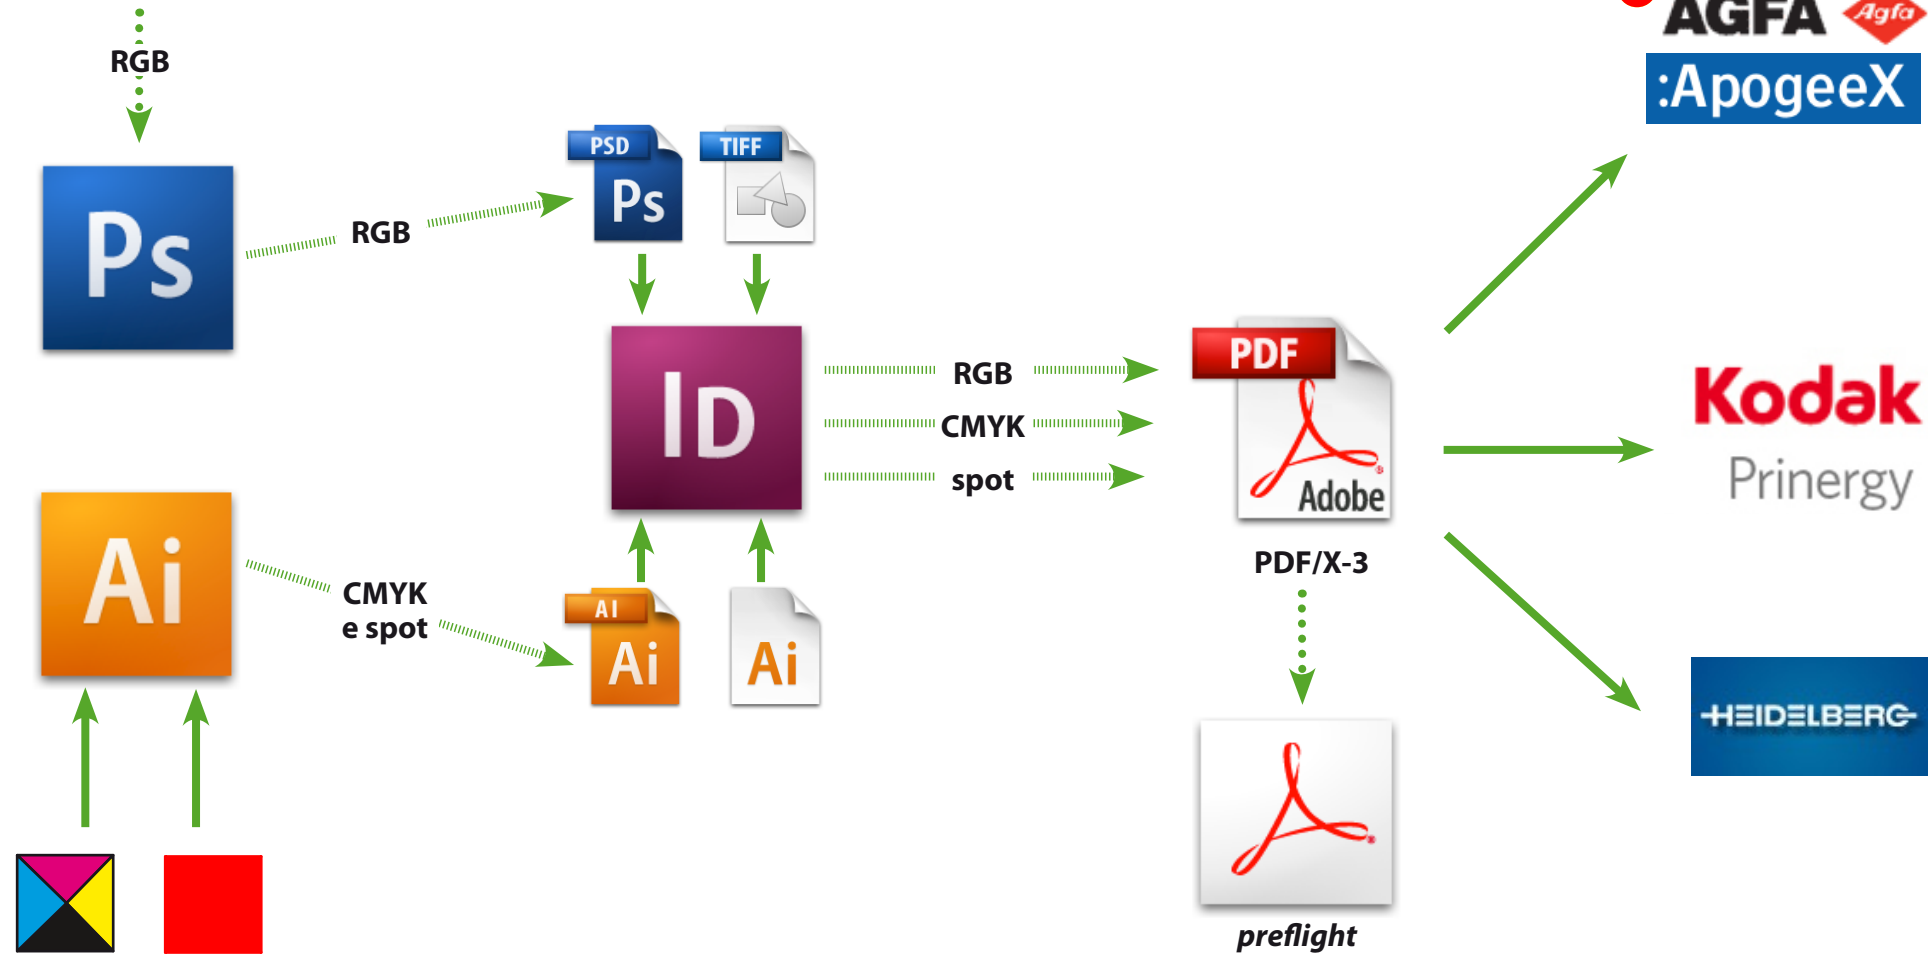 RGB
AGFA
Agfa
:ApogeeX
Ps
RGB
PSD
Ps
TIFF
ID
RGB
CMYK
spot
PDF
Adobe
PDF/X-3
Kodak
Prinergy
Ai
CMYK
e spot
AI
Ai
Ai
HEIDELBERG
preflight